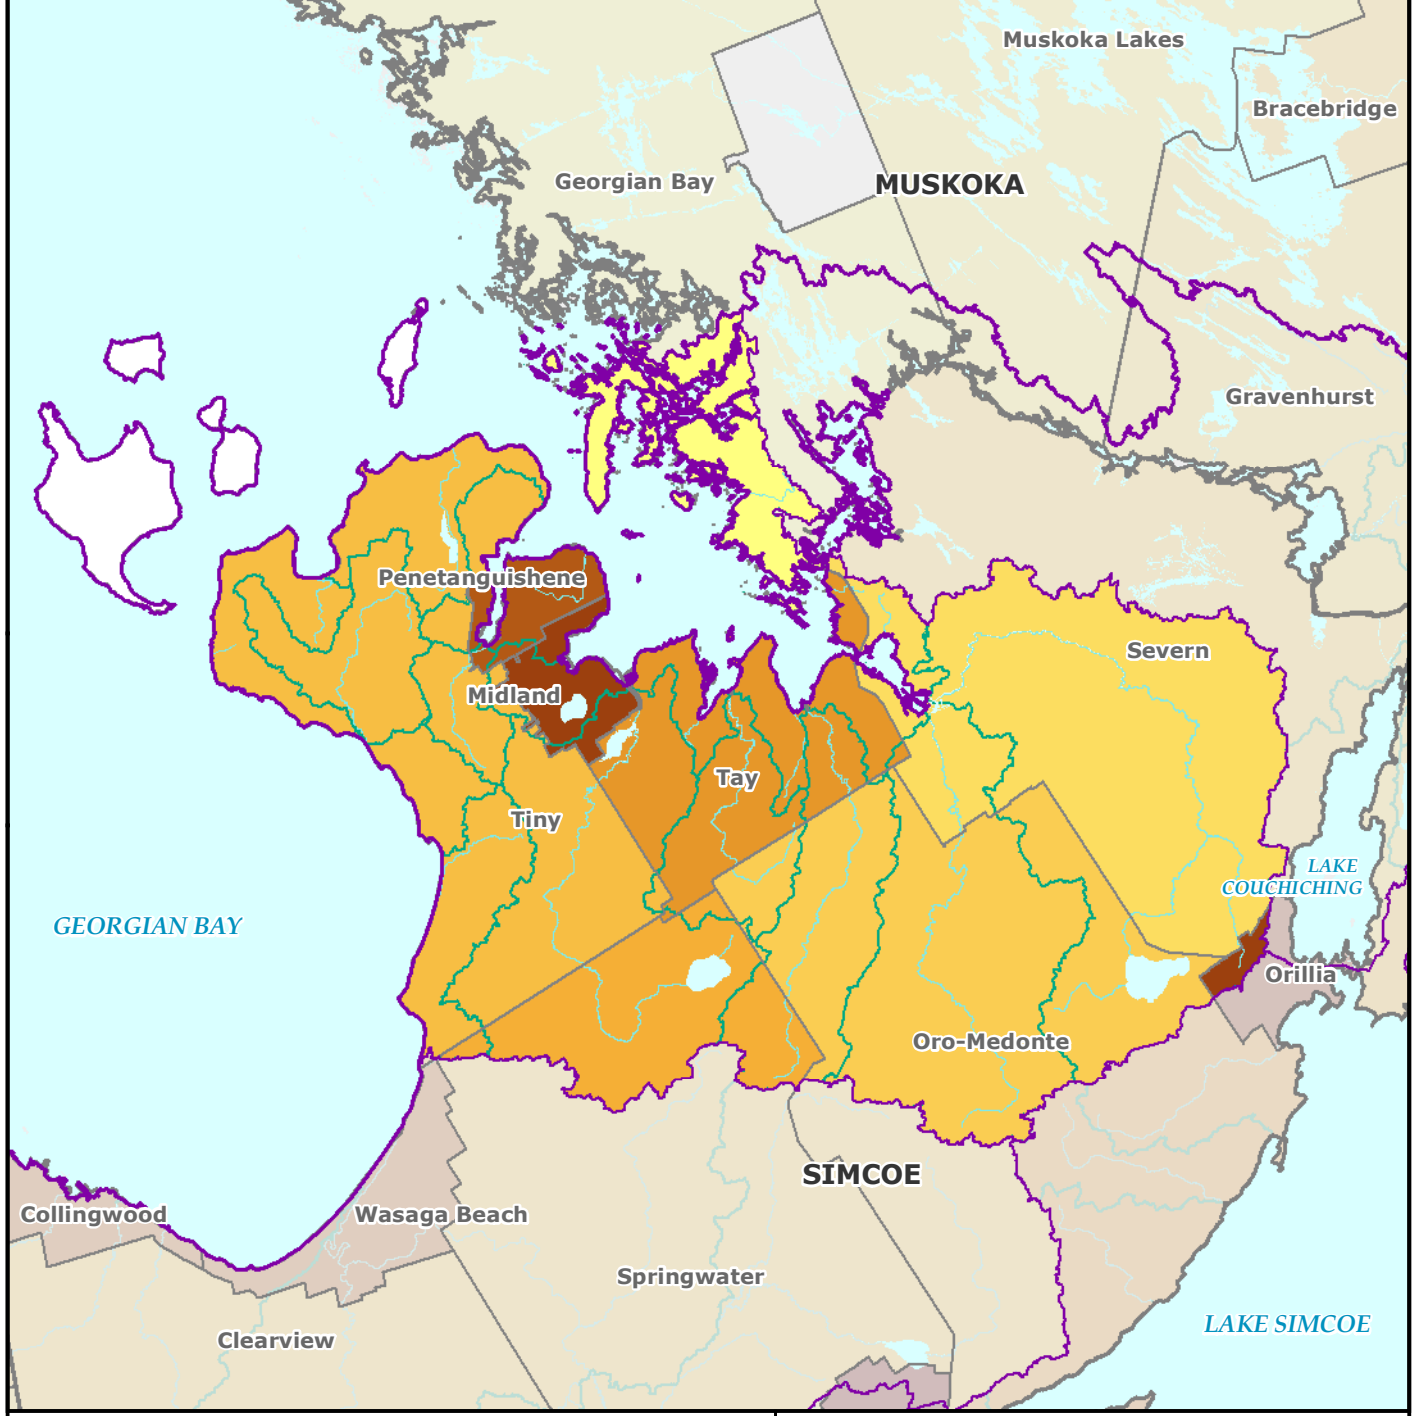 Muskoka Lakes
Bracebridge
Georgian Bay
MUSKOKA
Gravenhurst
Penetanguishene
Severn
Midland
Tay
Tiny
LAKE
COUCHICHING
GEORGIAN BAY
Orillia
Oro-Medonte
SIMCOE
Collingwood
Wasaga Beach
Springwater
LAKE SIMCOE
Clearview